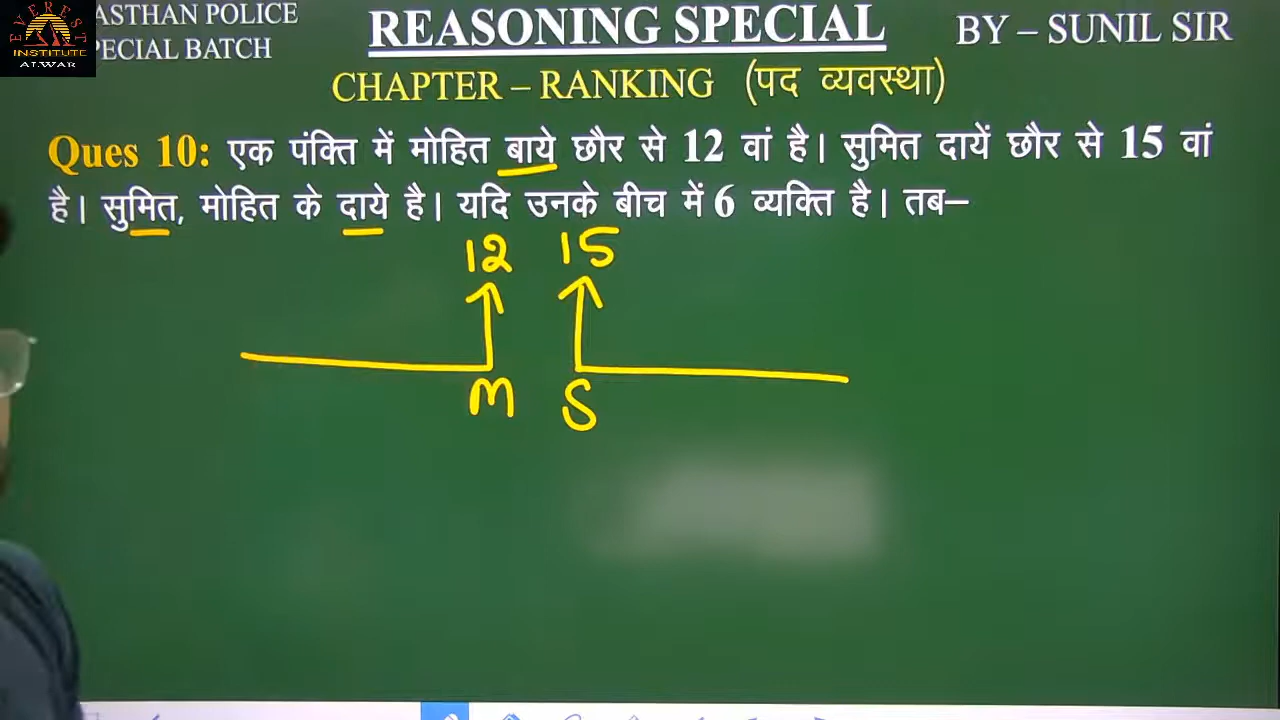 EVEREST
INSTITUTE
ALWAR
ASTHAN POLICE
PECIAL BATCH
REASONING SPECIAL
BY – SUNIL SIR
CHAPTER – RANKING (पद व्यवस्था)
Ques 10: एक पंक्ति में मोहित बाये छौर से 12 वां है। सुमित दायें छौर से 15 वां
है। सुमित, मोहित के दाये है। यदि उनके बीच में 6 व्यक्ति है। तब–
12 15
M S